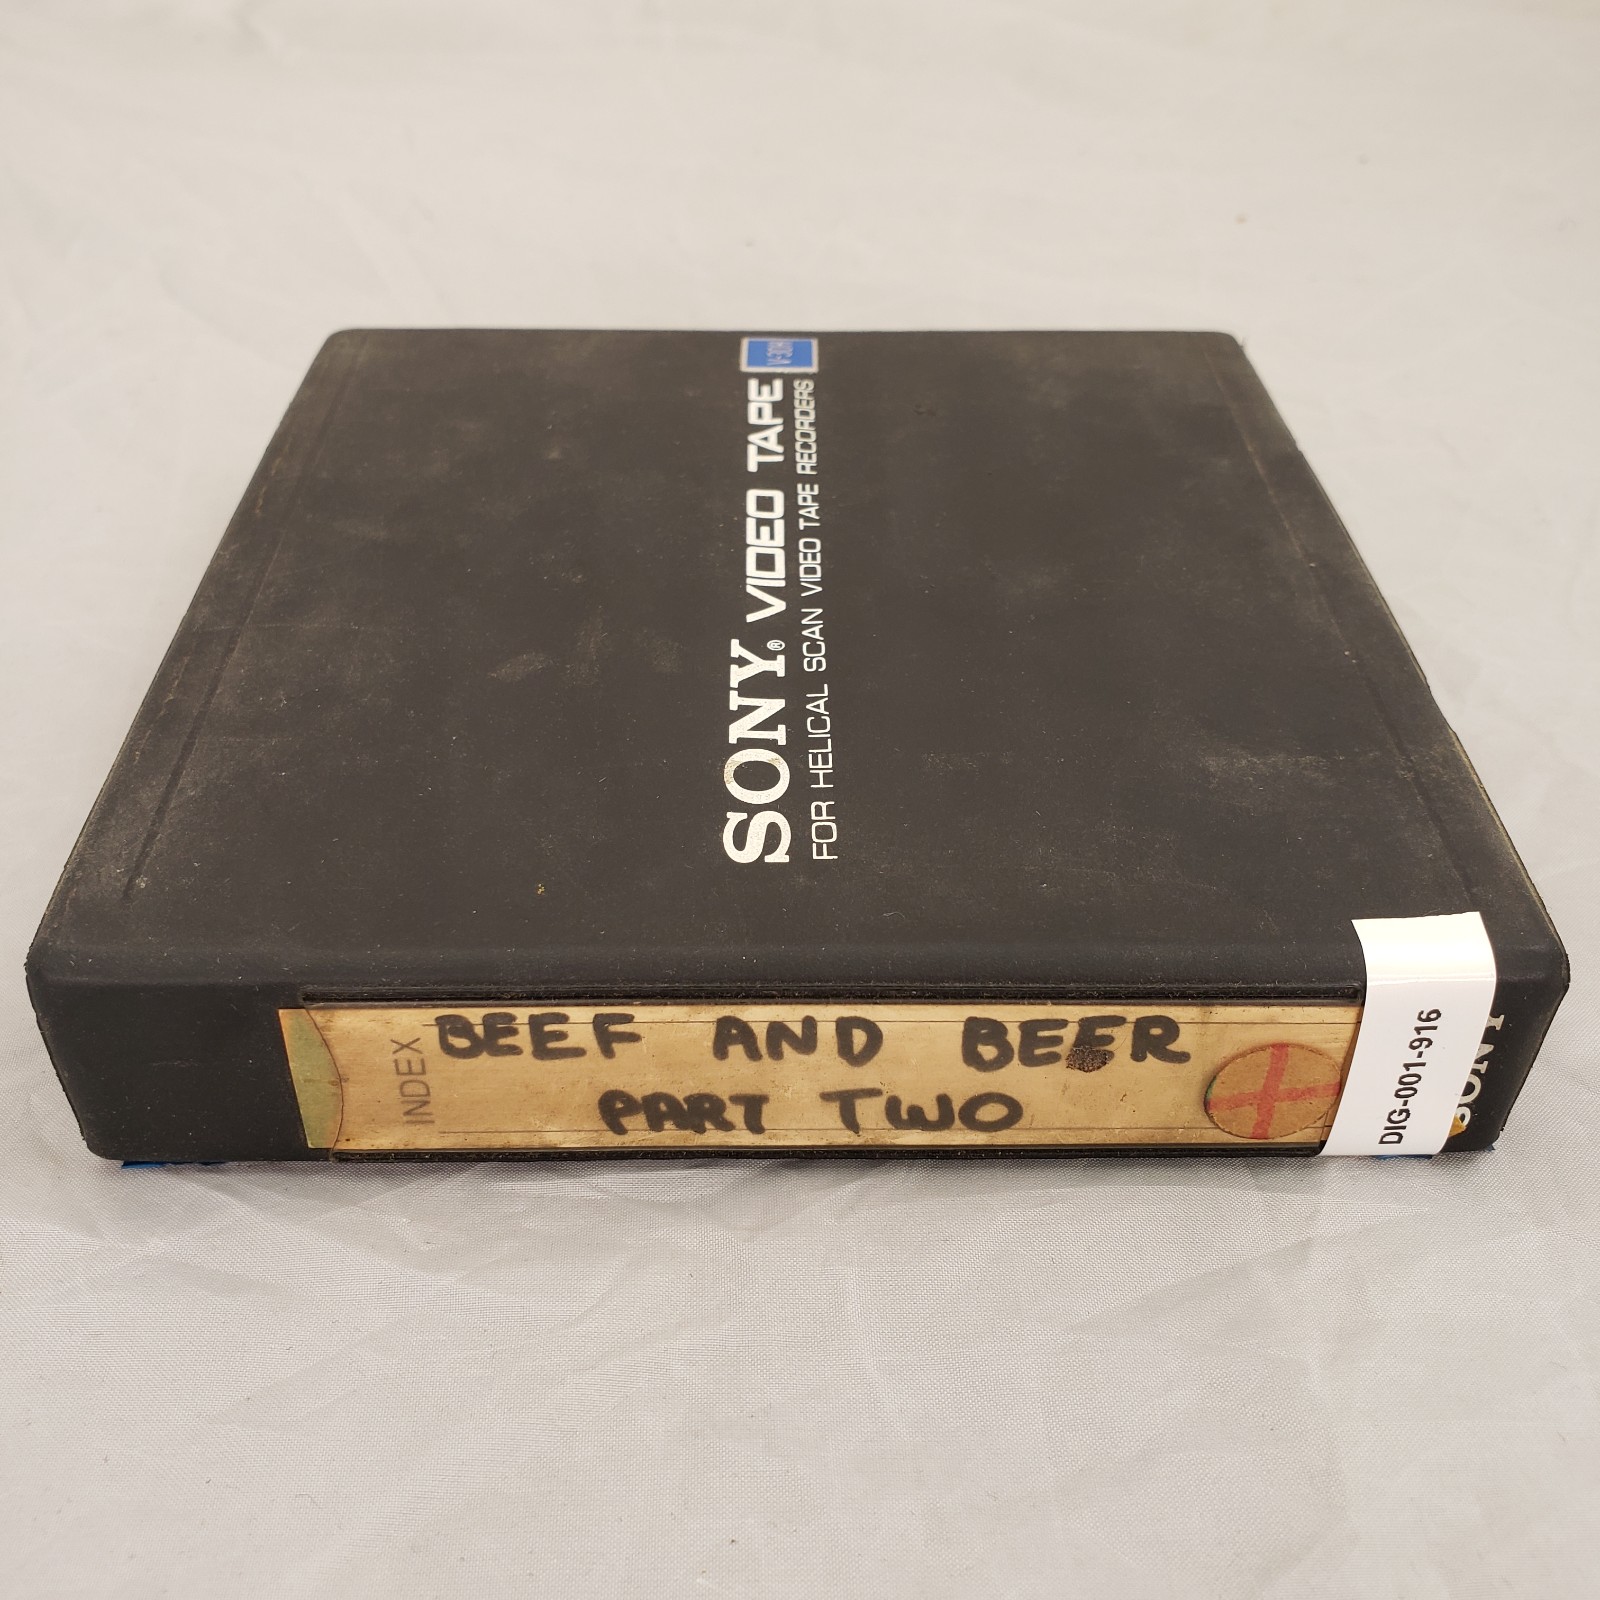 SONY® VIDEO TAPE
V-30H
FOR HELICAL SCAN VIDEO TAPE RECORDERS
INDEX
BEEF AND BEER
PART TWO
DIG-001-916
SONY